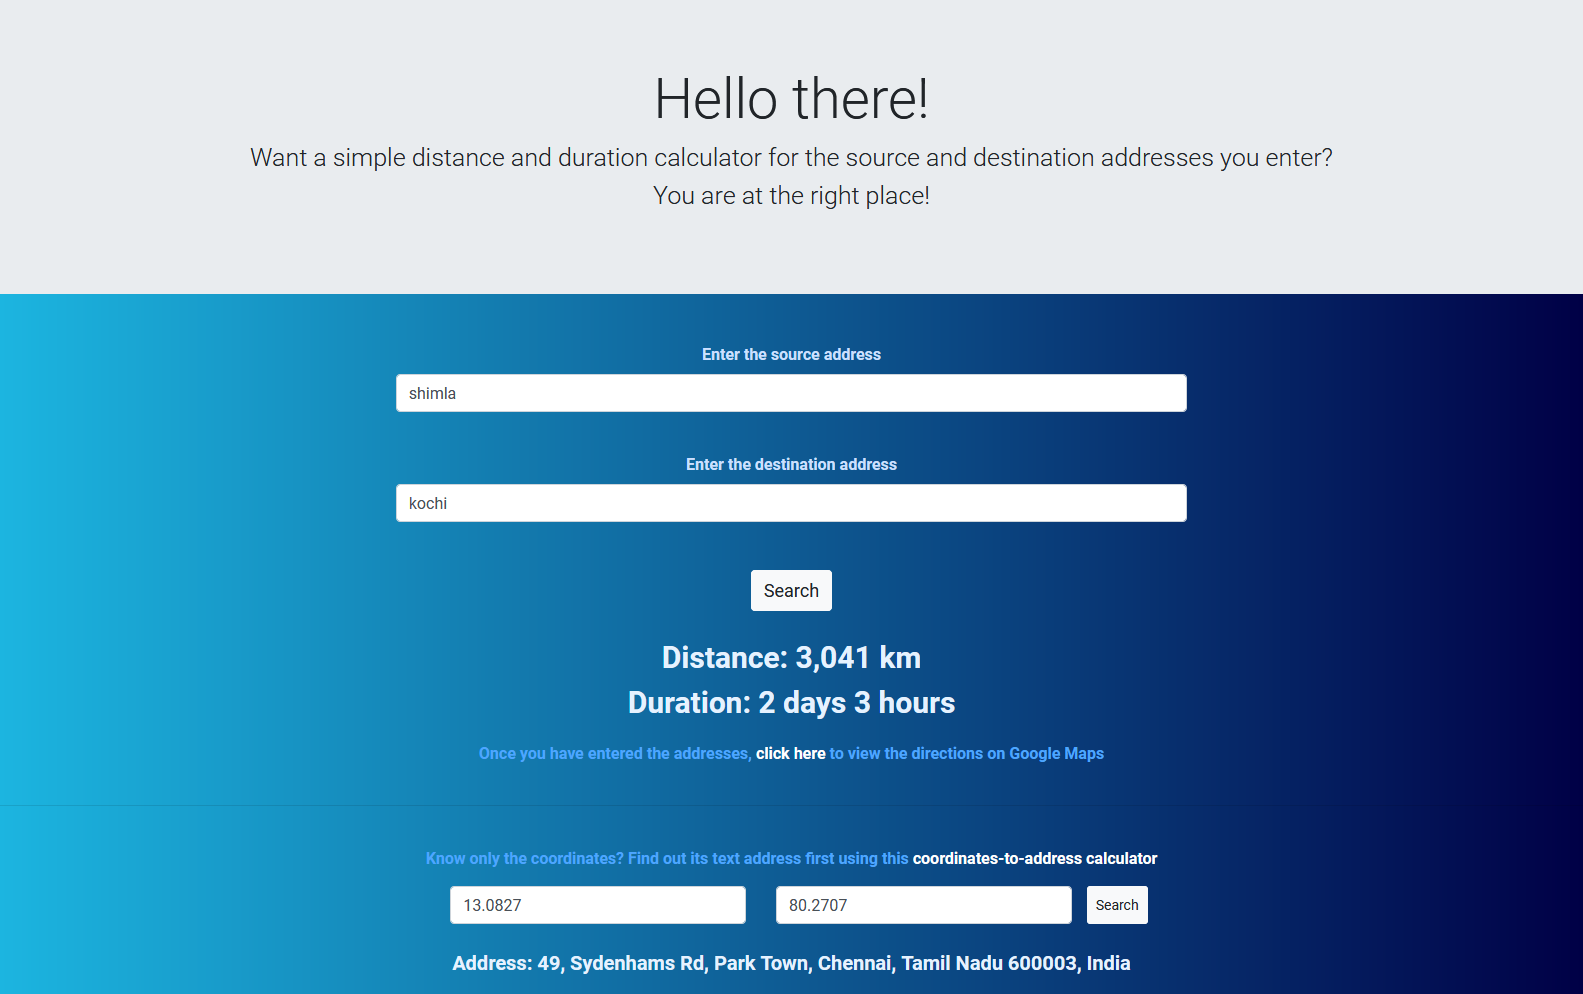 Hello there!
Want a simple distance and duration calculator for the source and destination addresses you enter?
You are at the right place!
Enter the source address
shimla
Enter the destination address
kochi
Search
Distance: 3,041 km
Duration: 2 days 3 hours
Once you have entered the addresses, click here to view the directions on Google Maps
Know only the coordinates? Find out its text address first using this coordinates-to-address calculator
13.0827 80.2707 Search
Address: 49, Sydenhams Rd, Park Town, Chennai, Tamil Nadu 600003, India